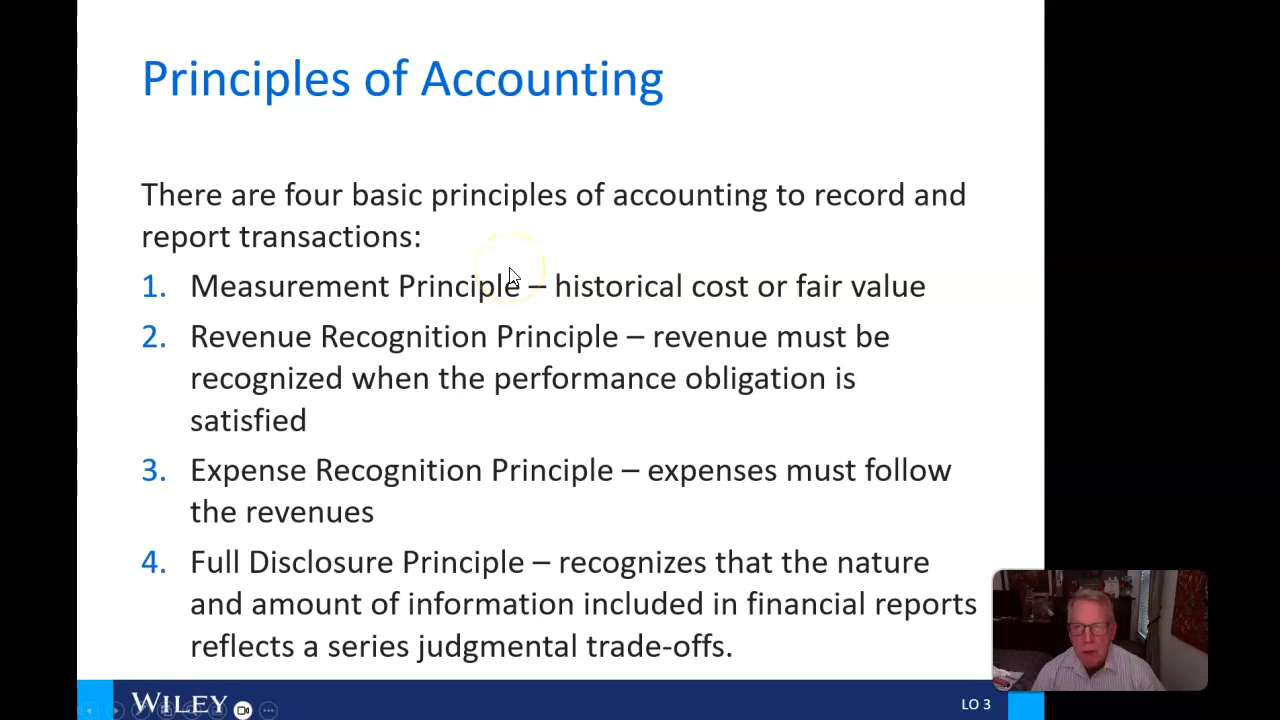 Principles of Accounting
There are four basic principles of accounting to record and
report transactions:
1. Measurement Principle – historical cost or fair value
2. Revenue Recognition Principle – revenue must be
recognized when the performance obligation is
satisfied
3. Expense Recognition Principle – expenses must follow
the revenues
4. Full Disclosure Principle – recognizes that the nature
and amount of information included in financial reports
reflects a series judgmental trade-offs.
WILEY
LO 3